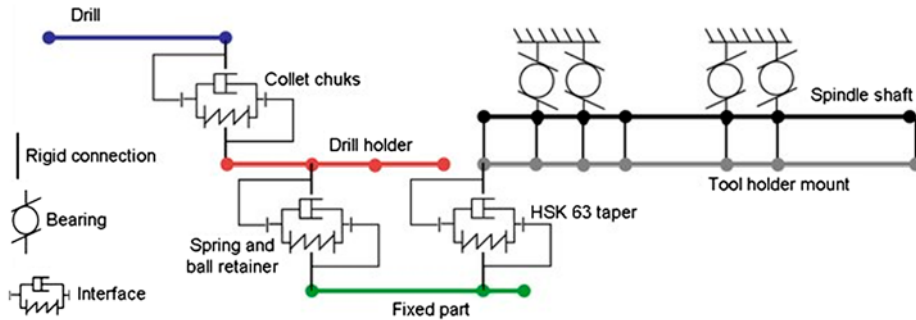 Drill
Collet chuks
Spindle shaft
Rigid connection
Drill holder
Tool holder mount
Bearing
HSK 63 taper
Spring and
ball retainer
Interface
Fixed part